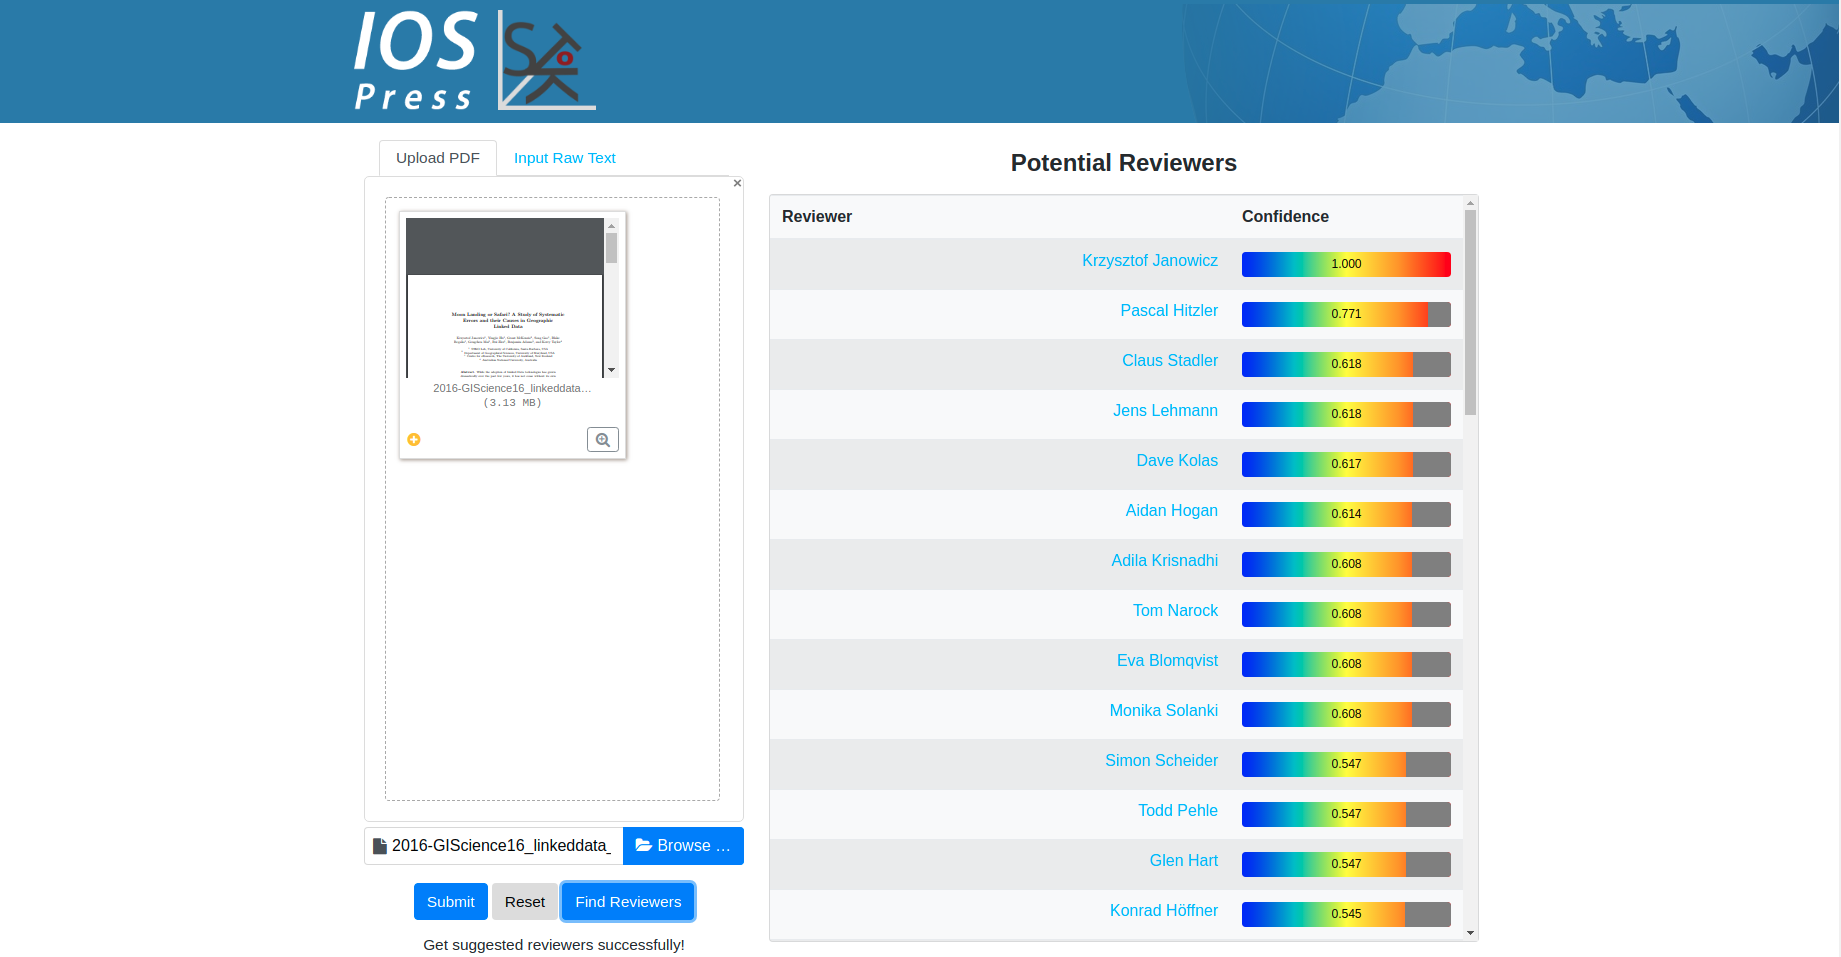 IOS
Press
Upload PDF
Input Raw Text
×
Moon Landing or Safari? A Study of Systematic
Errors and their Causes in Geographic
Linked Data
2016-GIScience16_linkeddata...
(3.13 MB)
2016-GIScience16_linkeddata_
Browse ...
Submit
Reset
Find Reviewers
Get suggested reviewers successfully!
Potential Reviewers
Reviewer Confidence
Krzysztof Janowicz 1.000
Pascal Hitzler 0.771
Claus Stadler 0.618
Jens Lehmann 0.618
Dave Kolas 0.617
Aidan Hogan 0.614
Adila Krisnadhi 0.608
Tom Narock 0.608
Eva Blomqvist 0.608
Monika Solanki 0.608
Simon Scheider 0.547
Todd Pehle 0.547
Glen Hart 0.547
Konrad Höffner 0.545